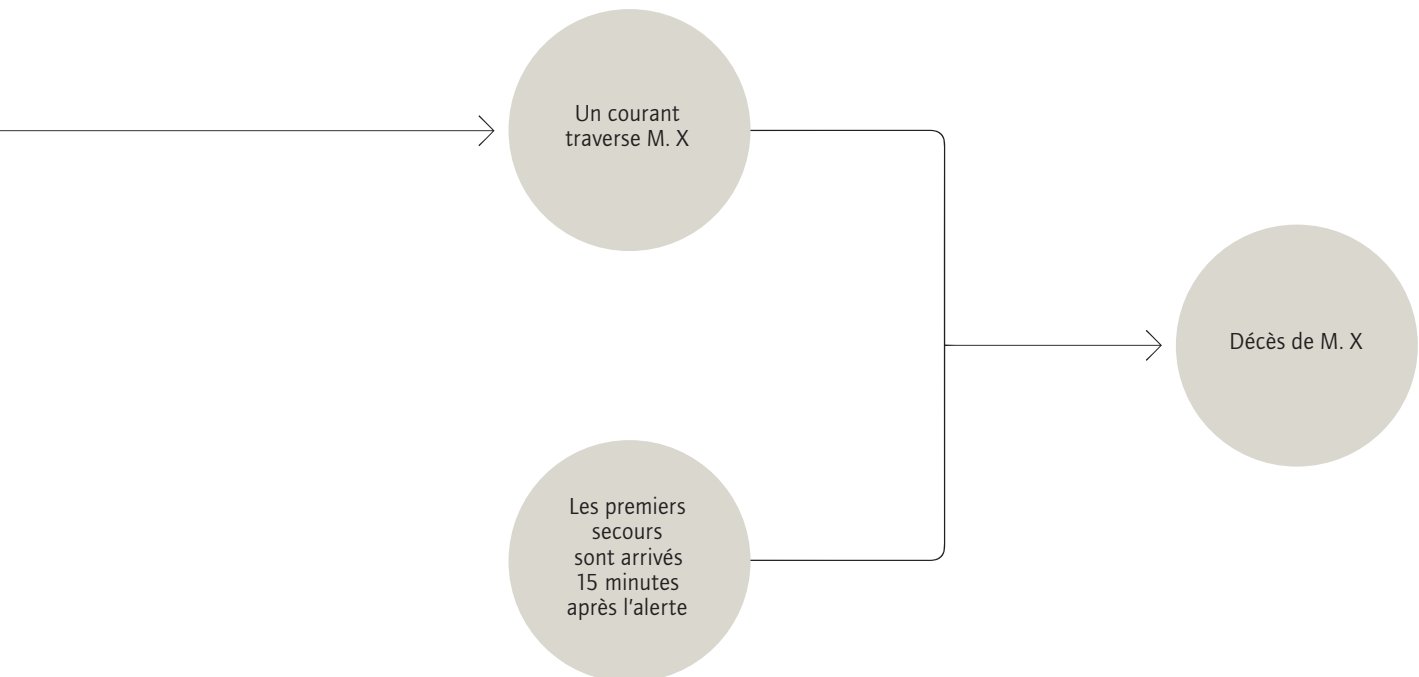 Un courant
traverse M. X
Décès de M. X
Les premiers
secours
sont arrivés
15 minutes
après l'alerte